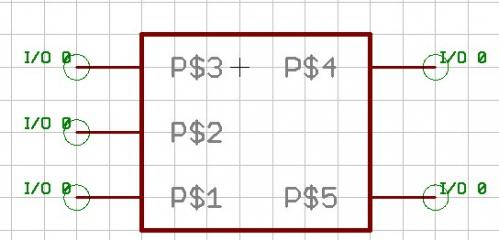 I/O 0 I/O 0
P$3 P$4
I/O 0
P$2
I/O 0 I/O 0
P$1 P$5